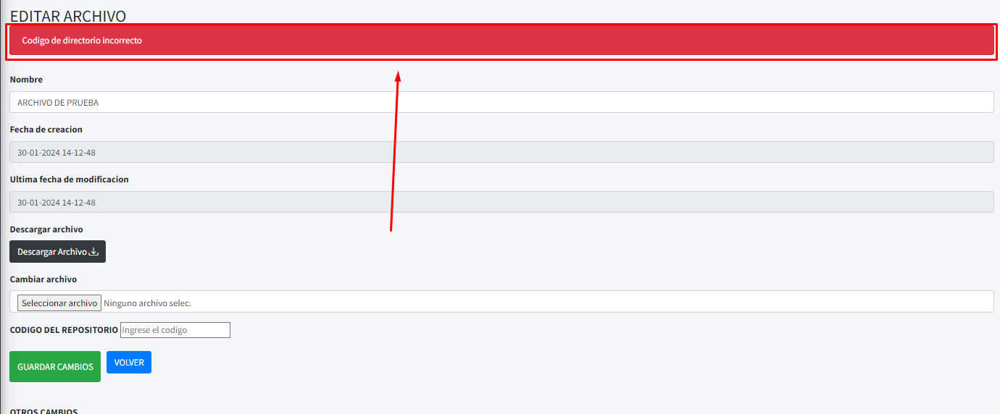 EDITAR ARCHIVO
Codigo de directorio incorrecto
Nombre
ARCHIVO DE PRUEBA
Fecha de creacion
30-01-2024 14-12-48
Ultima fecha de modificacion
30-01-2024 14-12-48
Descargar archivo
Descargar Archivo
Cambiar archivo
Seleccionar archivo Ninguno archivo selec.
CODIGO DEL REPOSITORIO Ingrese el codigo
GUARDAR CAMBIOS VOLVER
OTROS CAMBIOS